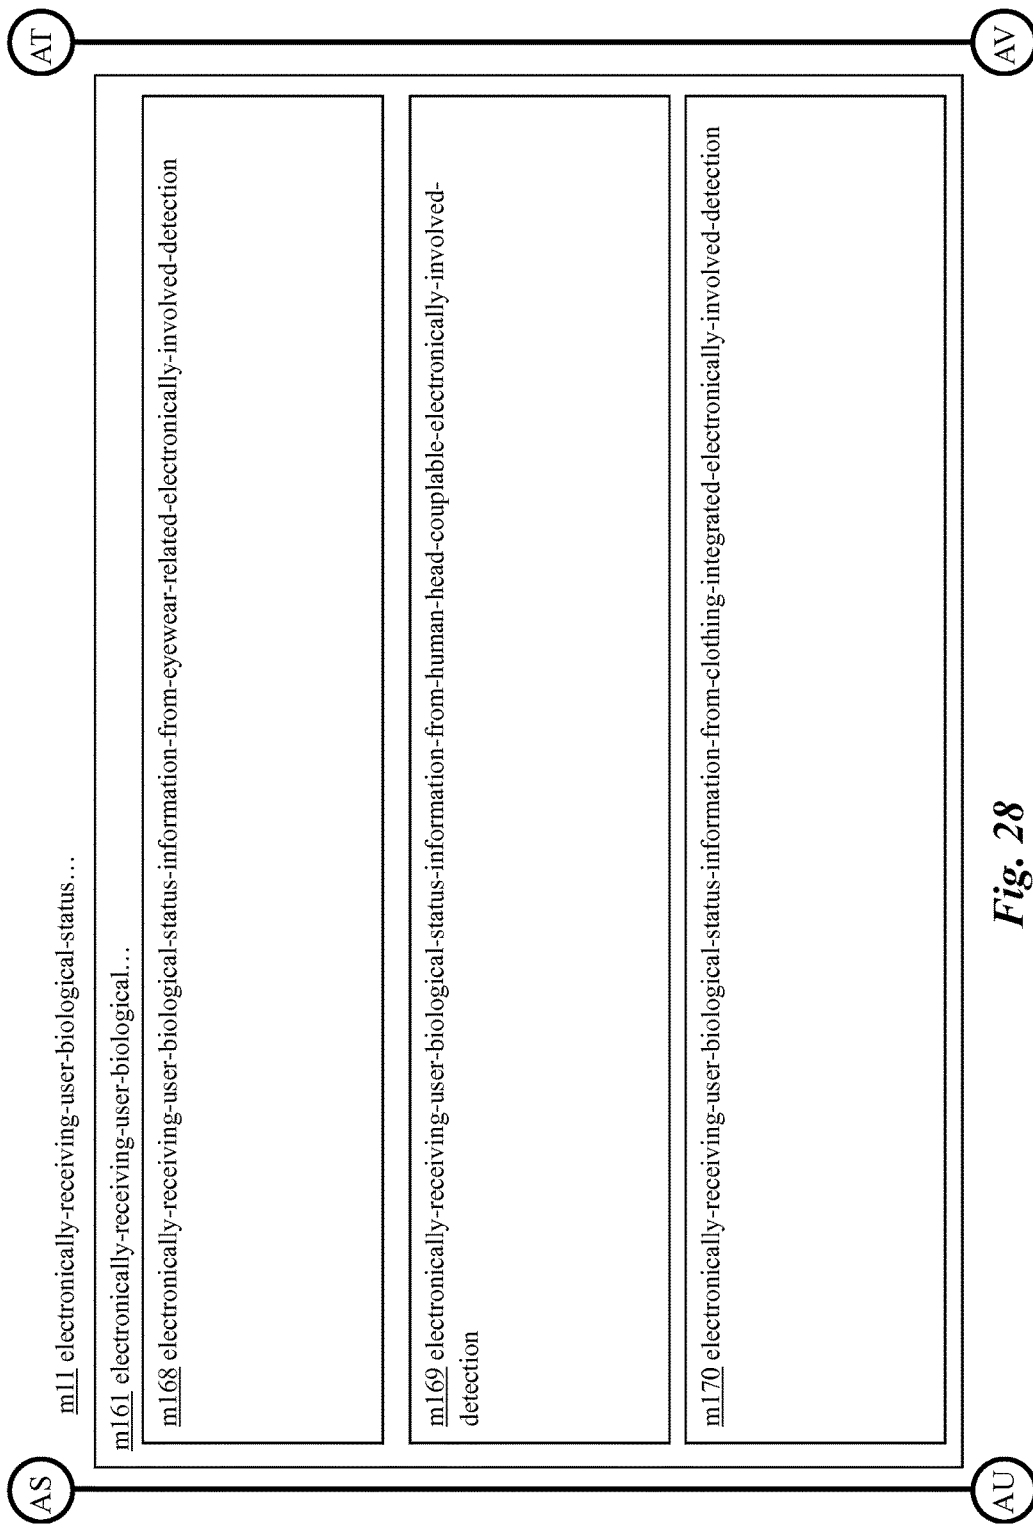 AS
AT
m11 electronically-receiving-user-biological-status…
m161 electronically-receiving-user-biological…
m168 electronically-receiving-user-biological-status-information-from-eyewear-related-electronically-involved-detection
m169 electronically-receiving-user-biological-status-information-from-human-head-couplable-electronically-involved-
detection
m170 electronically-receiving-user-biological-status-information-from-clothing-integrated-electronically-involved-detection
AU
AV
Fig. 28